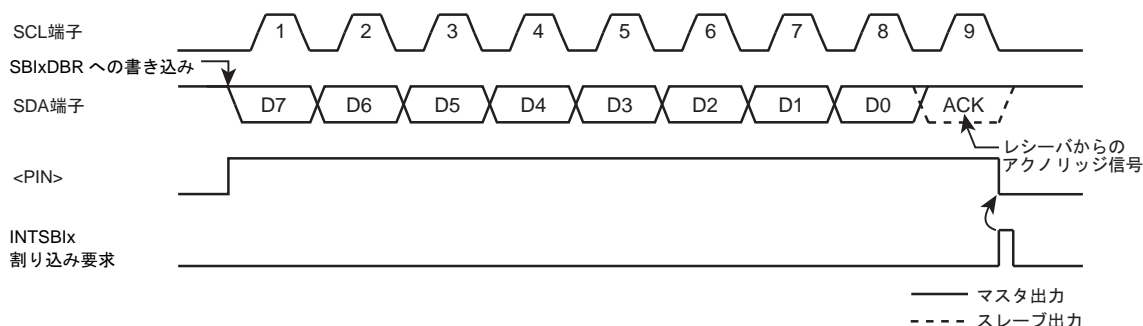 SCL端子
1 2 3 4 5 6 7 8 9
SBIxDBR への書き込み
SDA端子
D7 D6 D5 D4 D3 D2 D1 D0 ACK
レシーバからの
アクノリッジ信号
<PIN>
INTSBIx
割り込み要求
マスタ出力
スレーブ出力